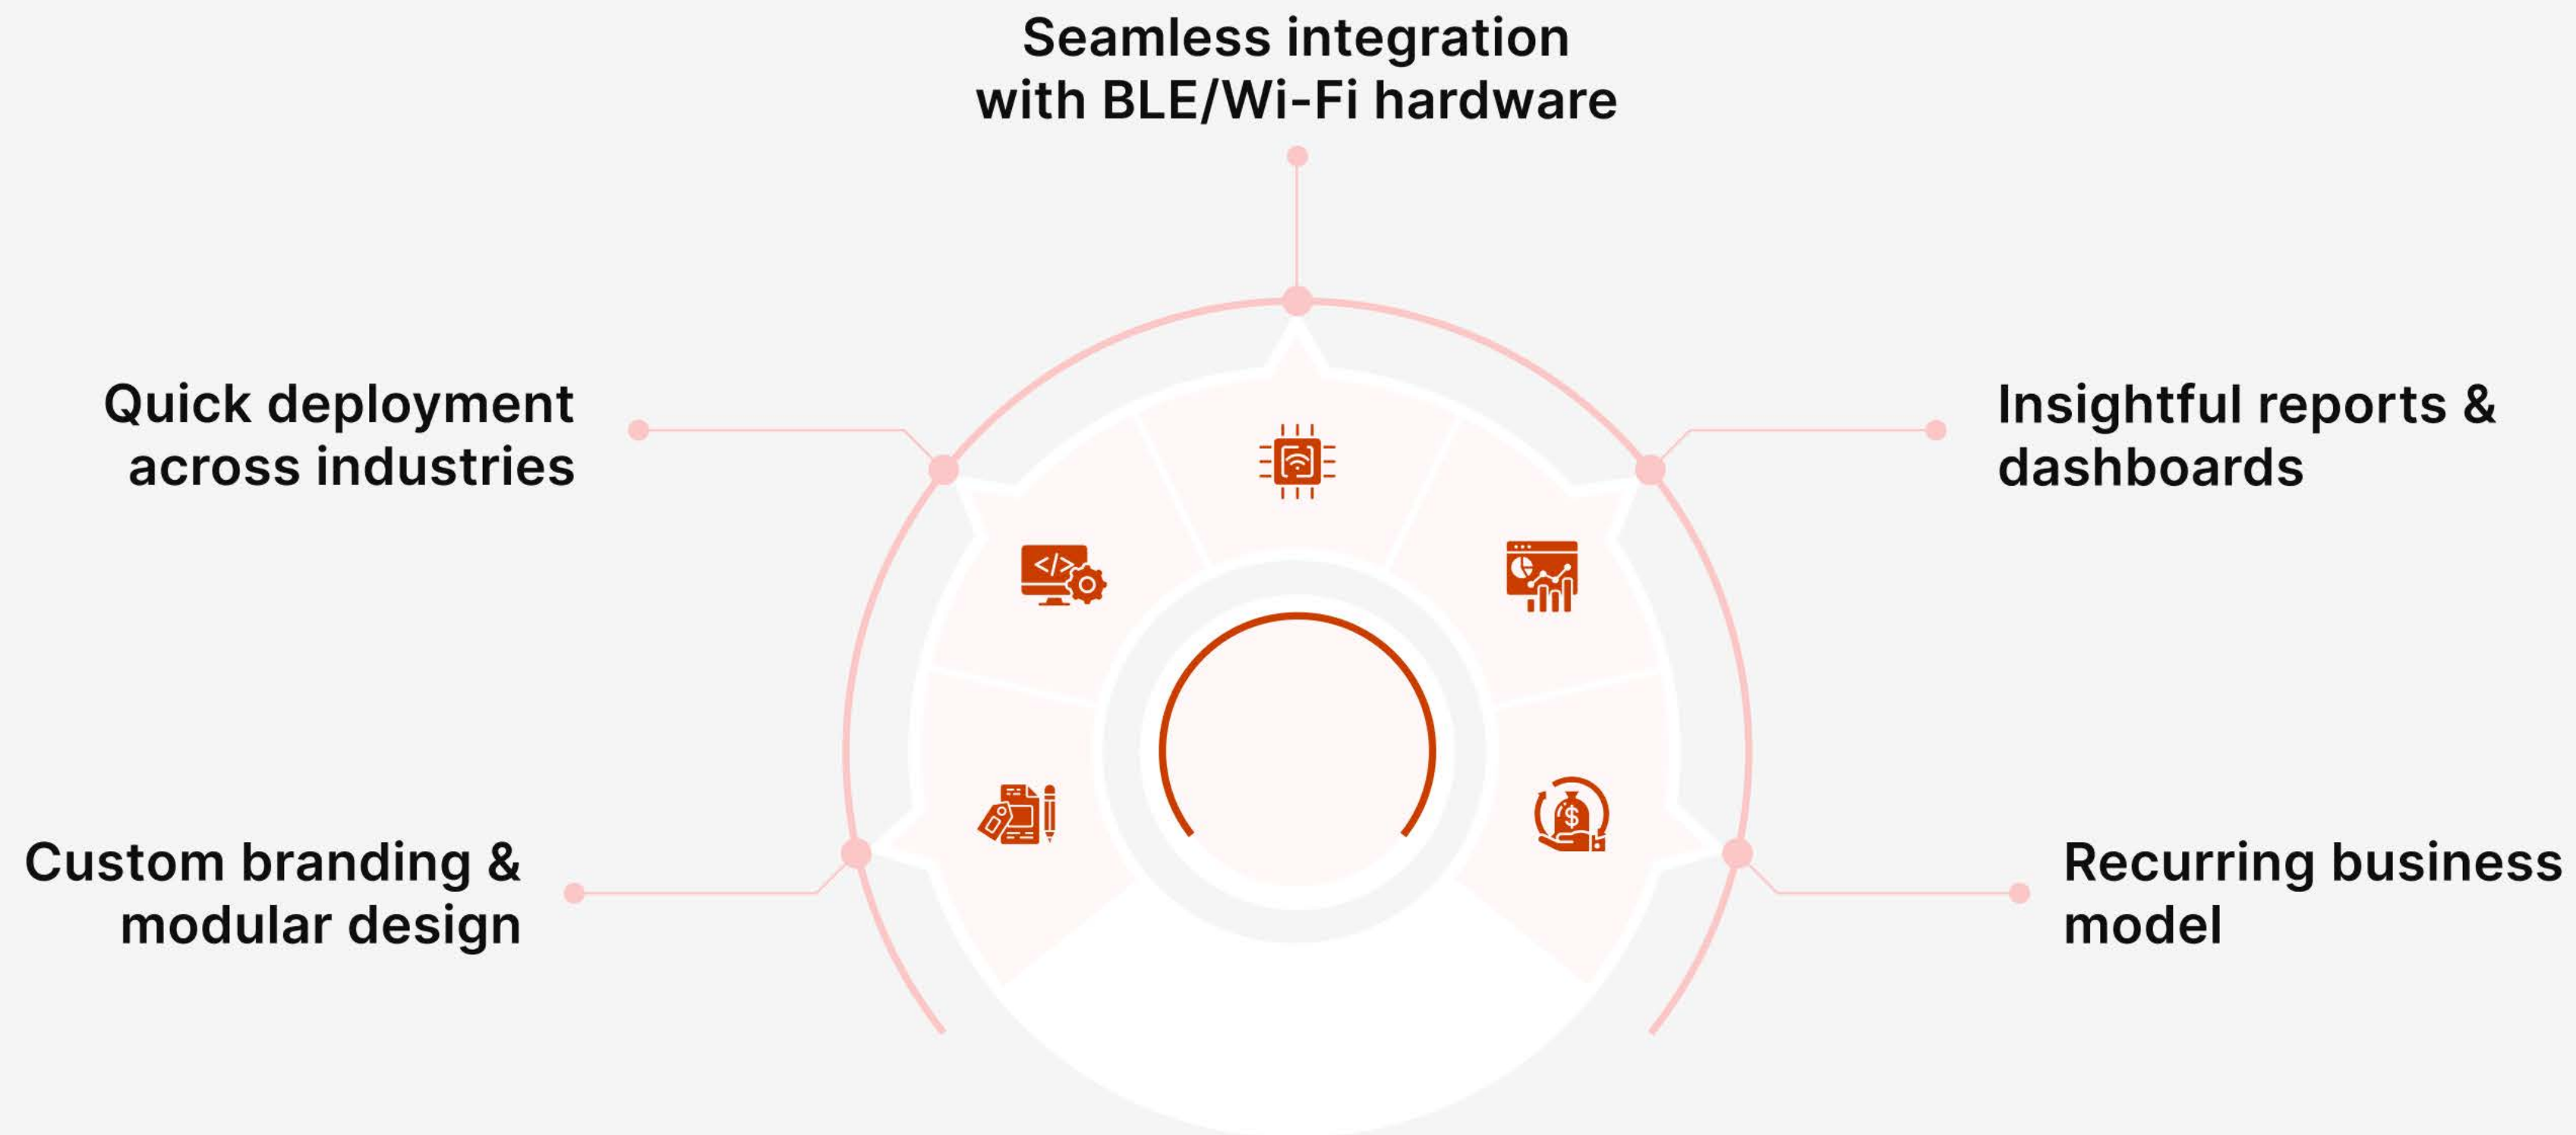 Seamless integration
with BLE/Wi-Fi hardware
Quick deployment
across industries
Insightful reports &
dashboards
Custom branding &
modular design
Recurring business
model